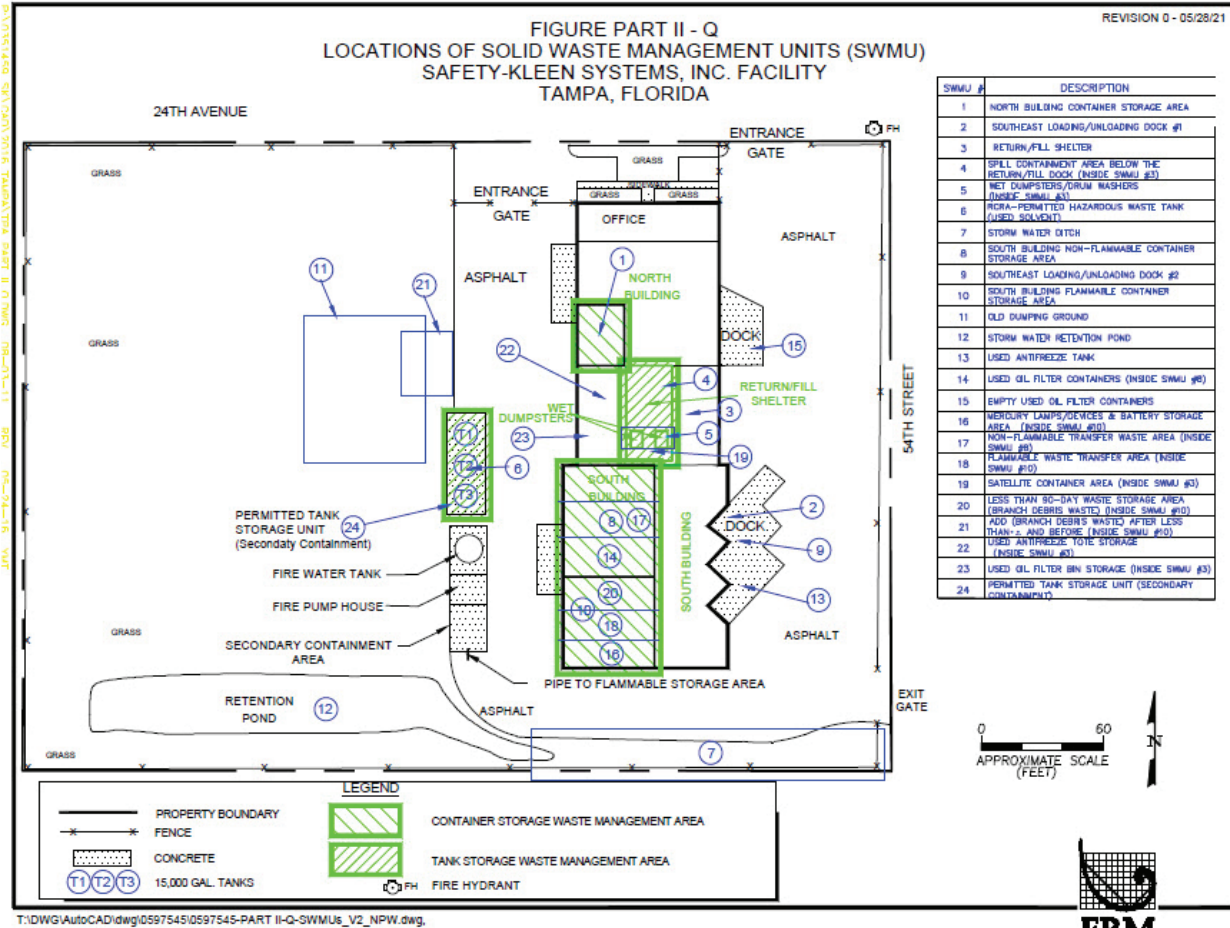 REVISION 0 - 05/28/21
FIGURE PART II - Q
LOCATIONS OF SOLID WASTE MANAGEMENT UNITS (SWMU)
SAFETY-KLEEN SYSTEMS, INC. FACILITY
TAMPA, FLORIDA
24TH AVENUE
SWMU # DESCRIPTION
1 NORTH BUILDING CONTAINER STORAGE AREA
2 SOUTHEAST LOADING/UNLOADING DOCK #1
3 RETURN/FILL SHELTER
4 SPILL CONTAINMENT AREA BELOW THE
RETURN/FILL DOCK (INSIDE SWMU #3)
5 WET DUMPSTERS/DRUM WASHERS
(INSIDE SWMU #3)
6 RCRA-PERMITTED HAZARDOUS WASTE TANK
(USED SOLVENT)
7 STORM WATER DITCH
8 SOUTH BUILDING NON-FLAMMABLE CONTAINER
STORAGE AREA
9 SOUTHEAST LOADING/UNLOADING DOCK #2
10 SOUTH BUILDING FLAMMABLE CONTAINER
STORAGE AREA
11 OLD DUMPING GROUND
12 STORM WATER RETENTION POND
13 USED ANTIFREEZE TANK
14 USED OIL FILTER CONTAINERS (INSIDE SWMU #8)
15 EMPTY USED OIL FILTER CONTAINERS
16 MERCURY LAMPS/DEVICES & BATTERY STORAGE
AREA (INSIDE SWMU #10)
17 NON-FLAMMABLE TRANSFER WASTE AREA (INSIDE
SWMU #8)
18 FLAMMABLE WASTE TRANSFER AREA (INSIDE
SWMU #10)
19 SATELLITE CONTAINER AREA (INSIDE SWMU #3)
20 LESS THAN 90-DAY WASTE STORAGE AREA
(BRANCH DEBRIS WASTE) (INSIDE SWMU #10)
21 ADD (BRANCH DEBRIS WASTE) AFTER LESS
THAN AND BEFORE (INSIDE SWMU #10)
22 USED ANTIFREEZE TOTE STORAGE
(INSIDE SWMU #3)
23 USED OIL FILTER BIN STORAGE (INSIDE SWMU #3)
24 PERMITTED TANK STORAGE UNIT (SECONDARY
CONTAINMENT)
ENTRANCE
GATE
FH
GRASS
GRASS
SIDEWALK
GRASS
GRASS
ENTRANCE
GATE
OFFICE
ASPHALT
ASPHALT
1
NORTH
BUILDING
11
21
GRASS
22
DOCK
15
4
RETURN/FILL
SHELTER
3
WET
DUMPSTERS
23
5
19
54TH STREET
T1
T2
T3
6
SOUTH
BUILDING
PERMITTED TANK
STORAGE UNIT
(Secondaty Containment)
24
8
17
2
DOCK
9
14
SOUTH BUILDING
FIRE WATER TANK
FIRE PUMP HOUSE
20
10
18
13
16
GRASS
SECONDARY CONTAINMENT
AREA
ASPHALT
PIPE TO FLAMMABLE STORAGE AREA
RETENTION
POND
12
ASPHALT
EXIT
GATE
7
GRASS
0 60
APPROXIMATE SCALE
(FEET)
N
LEGEND
PROPERTY BOUNDARY
FENCE
CONCRETE
T1 T2 T3 15,000 GAL. TANKS
CONTAINER STORAGE WASTE MANAGEMENT AREA
TANK STORAGE WASTE MANAGEMENT AREA
FH FIRE HYDRANT
ERM
T:\DWG\AutoCAD\dwg\0597545\0597545-PART II-Q-SWMUs_V2_NPW.dwg,